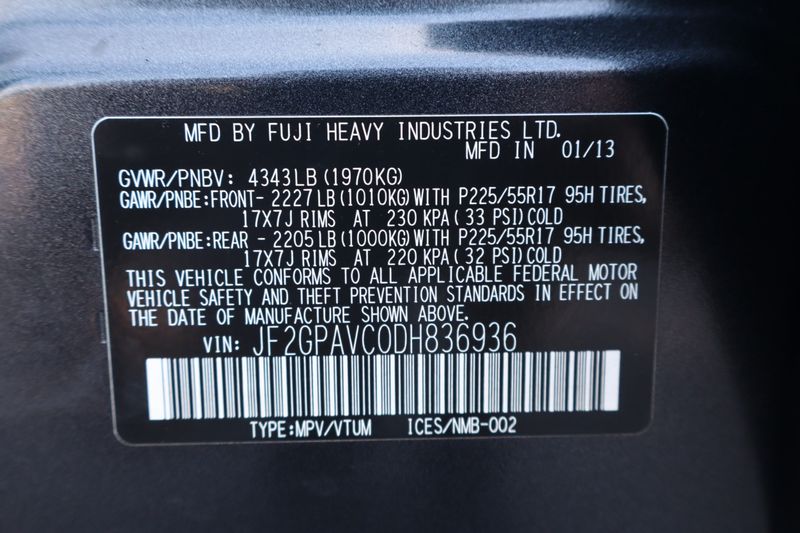 MFD BY FUJI HEAVY INDUSTRIES LTD.
MFD IN 01/13
GVWR/PNBV: 4343LB (1970KG)
GAWR/PNBE:FRONT- 2227 LB (1010KG) WITH P225/55R17 95H TIRES,
17X7J RIMS AT 230 KPA ( 33 PSI) COLD
GAWR/PNBE:REAR - 2205 LB (1000KG) WITH P225/55R17 95H TIRES,
17X7J RIMS AT 220 KPA ( 32 PSI) COLD
THIS VEHICLE CONFORMS TO ALL APPLICABLE FEDERAL MOTOR
VEHICLE SAFETY AND THEFT PREVENTION STANDARDS IN EFFECT ON
THE DATE OF MANUFACTURE SHOWN ABOVE.
VIN: JF2GPAVC0DH836936
TYPE:MPV/VTUM ICES/NMB-002